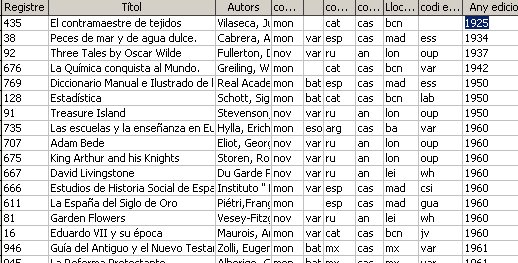 Registre Títol Autors co... co... co... Lloc... codi e... Any edicio
435 El contramaestre de tejidos Vilaseca, Ju mon cat cas bcn 1925
38 Peces de mar y de agua dulce. Cabrera, A mon var esp cas mad ess 1934
92 Three Tales by Oscar Wilde Fullerton, D nov var ru an lon oup 1937
676 La Química conquista al Mundo. Greiling, W mon cat cas bcn var 1942
769 Diccionario Manual e Ilustrado de l Real Acade mon bat esp cas mad ess 1950
128 Estadística Schott, Sig mon bat cat cas bcn lab 1950
91 Treasure Island Stevenson, nov var ru an lon oup 1950
735 Las escuelas y la enseñanza en Eu Hylla, Erich mon eso arg cas ba var 1960
707 Adam Bede Eliot, Geor nov var ru an lon oup 1960
675 King Arthur and his Knights Storen, Ro nov var ru an lon oup 1960
667 David Livingstone Du Garde nov var ru an lon oup 1960
666 Estudios de Historia Social de Espa Instituto " mon var esp cas mad csi 1960
611 La España del Siglo de Oro Piétri,Fran mon esp cas mad gua 1960
81 Garden Flowers Vesey-Fitz nov var ru an lei wh 1960
16 Eduardo VII y su época Maurois, An mon var cat cas bcn jv 1960
946 Guía del Antiguo y el Nuevo Testar Zolli, Eugen mon bat mx cas mx var 1961
945 La Reforma Protestante Alberigo, G mon bat mx cas mx var 1961